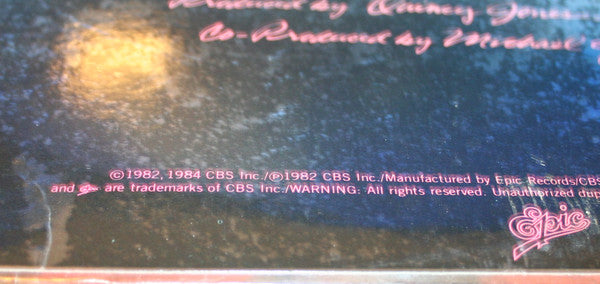 Produced by Quincy Jones
Co-Produced by Michael
©1982, 1984 CBS Inc./℗1982 CBS Inc./Manufactured by Epic Records/CBS
and are trademarks of CBS Inc./WARNING: All rights reserved. Unauthorized dup
Epic